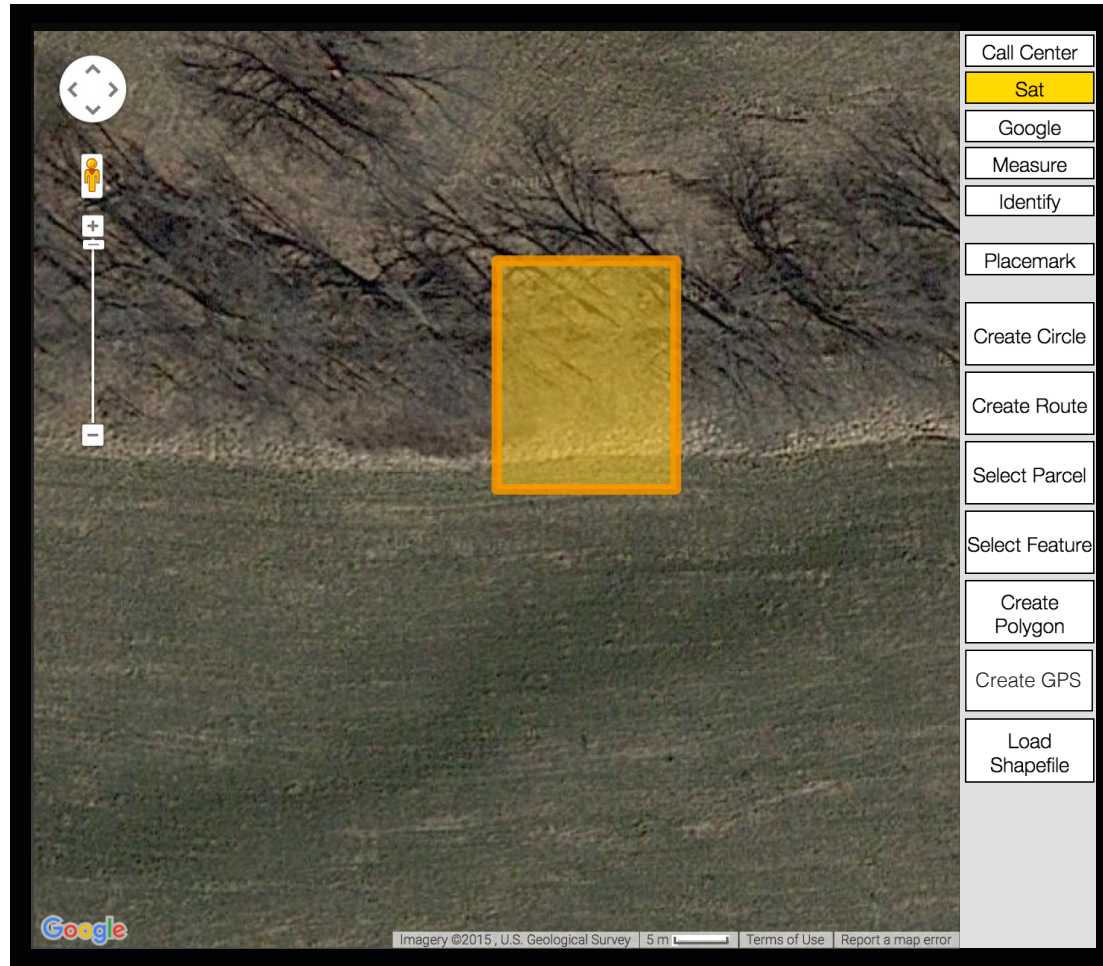 Call Center
Sat
Google
Measure
Identify
Placemark
Create Circle
Create Route
Select Parcel
Select Feature
Create
Polygon
Create GPS
Load
Shapefile
Google
Imagery ©2015 , U.S. Geological Survey 5 m Terms of Use Report a map error